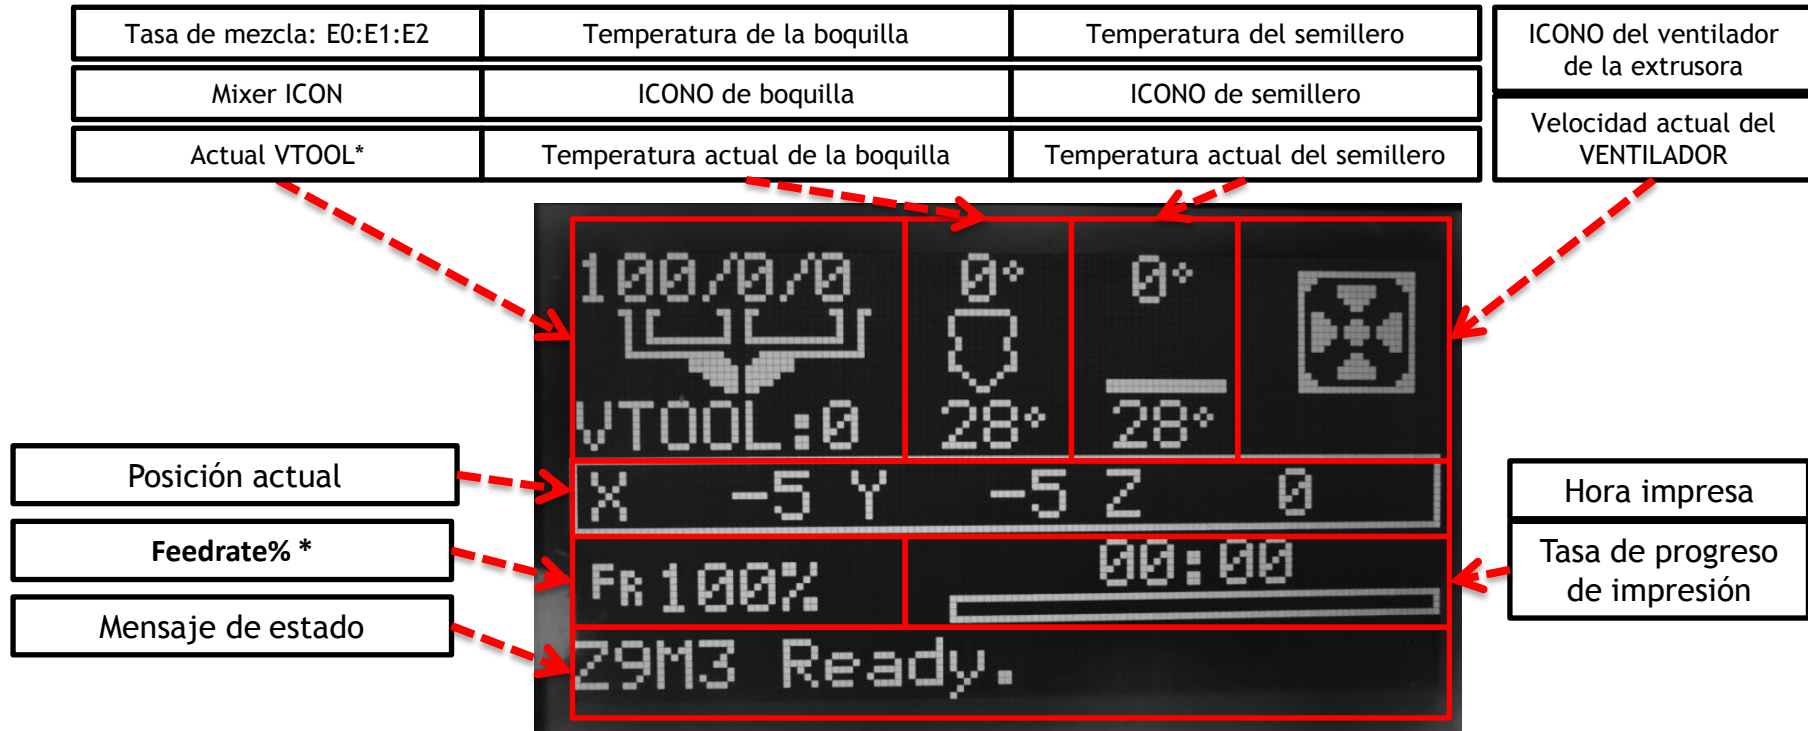 Tasa de mezcla: E0:E1:E2
Temperatura de la boquilla
Temperatura del semillero
ICONO del ventilador
de la extrusora
Mixer ICON
ICONO de boquilla
ICONO de semillero
Actual VTOOL*
Temperatura actual de la boquilla
Temperatura actual del semillero
Velocidad actual del
VENTILADOR
100/0/0
0°
0°
VTOOL:0
28°
28°
Posición actual
X -5 Y -5 Z 0
Hora impresa
Feedrate% *
FR100%
00:00
Tasa de progreso
de impresión
Mensaje de estado
Z9M3 Ready.